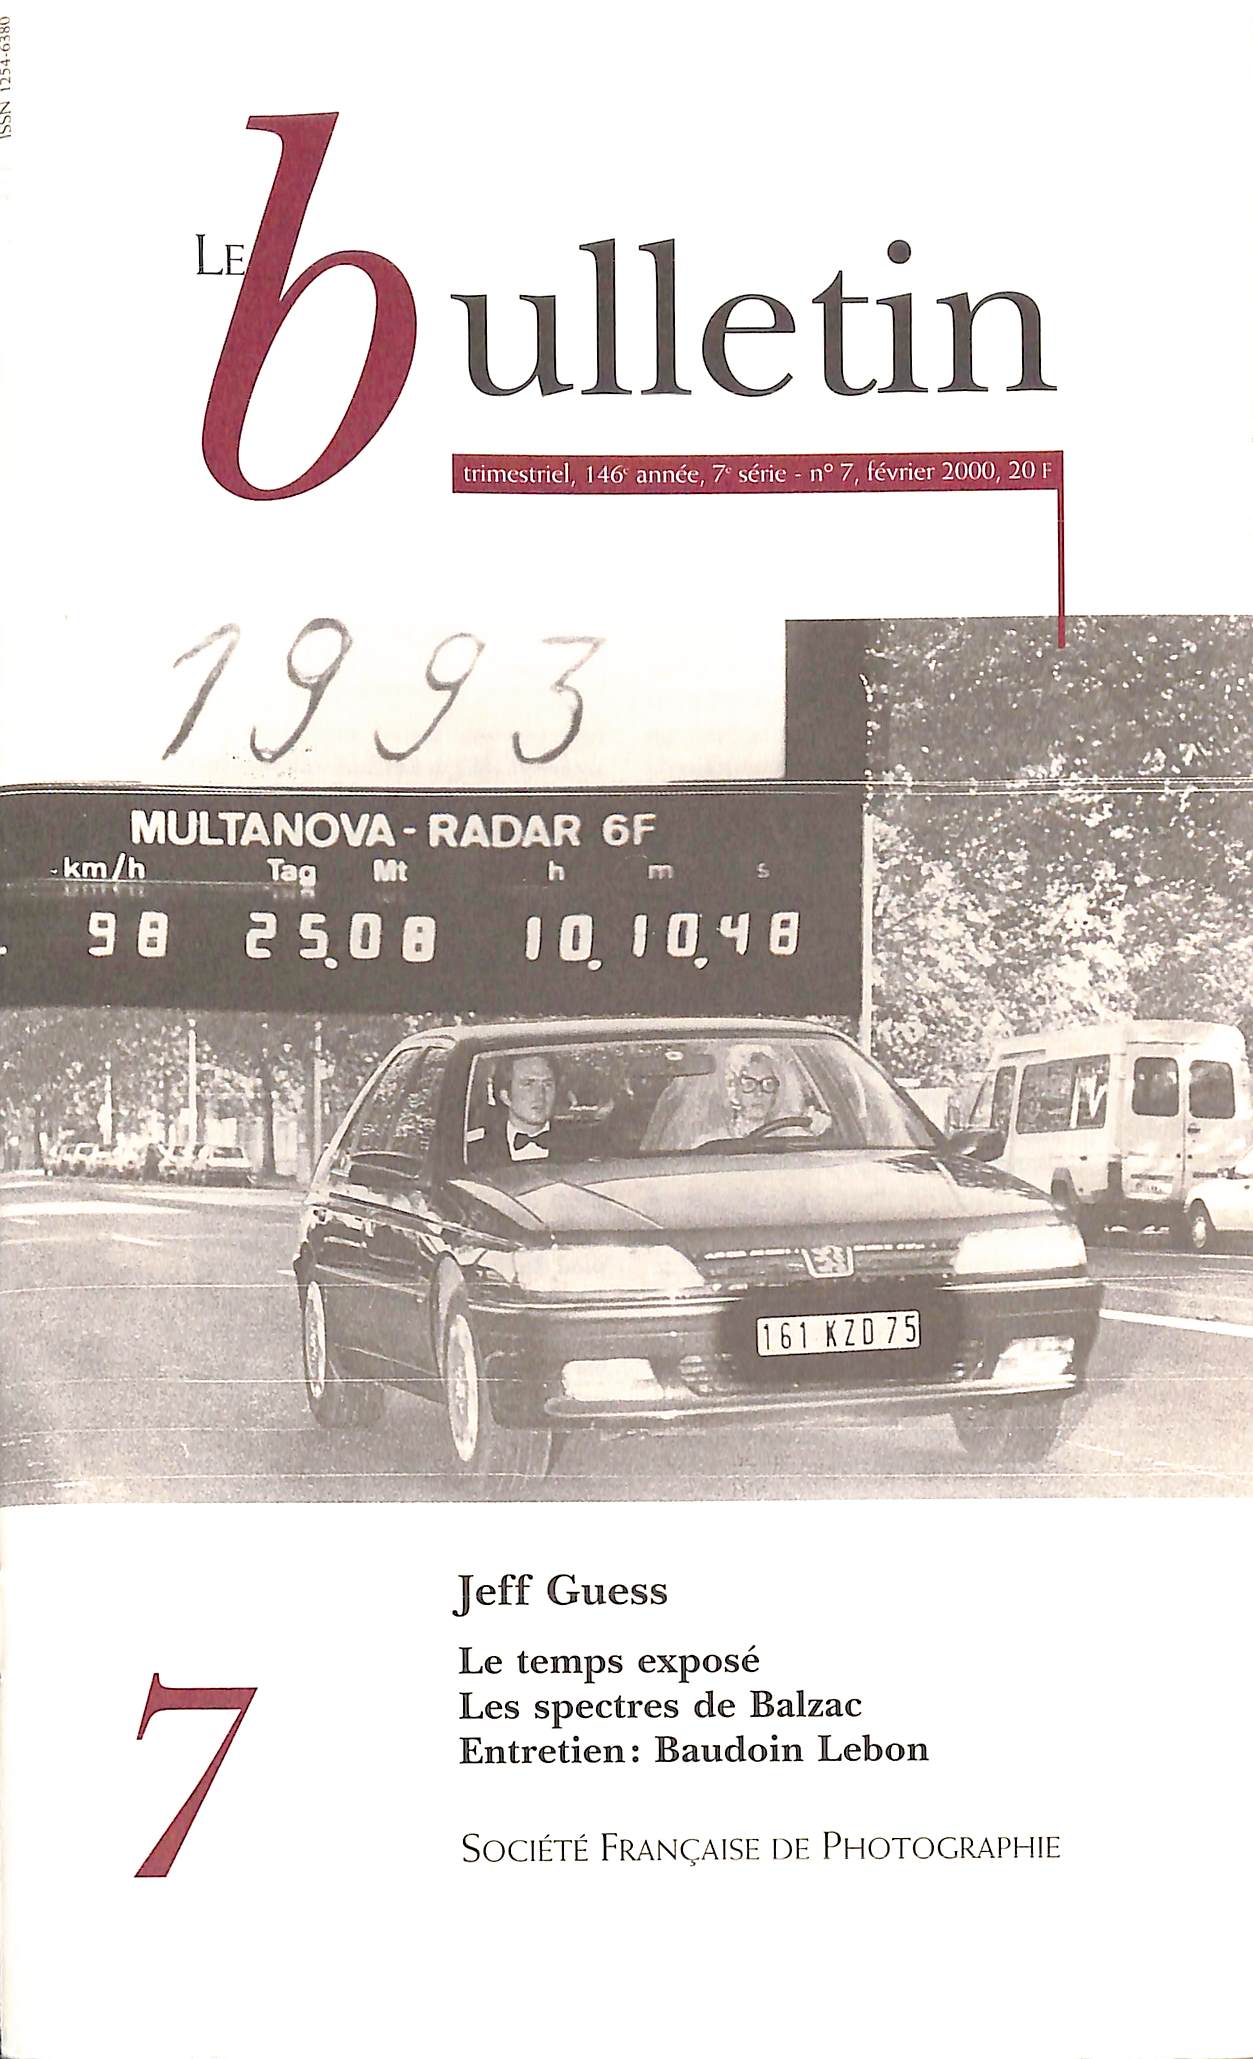 ISSN 1254-6380
LE bulletin
trimestriel, 146e année, 7e série - n° 7, février 2000, 20 F
1993
MULTANOVA - RADAR 6F
km/h Tag Mt h m s
98 25.08 10.10.48
161 KZD 75
Jeff Guess
Le temps exposé
Les spectres de Balzac
Entretien : Baudoin Lebon
7
SOCIÉTÉ FRANÇAISE DE PHOTOGRAPHIE